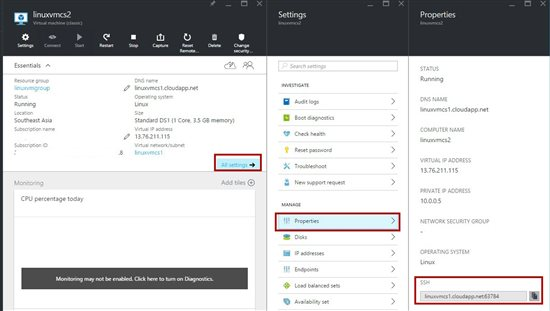 linuxvmcs2
Virtual machine (classic)
Settings
Connect
Start
Restart
Stop
Capture
Reset
Remote...
Delete
Change
security ...
Essentials
Resource group
linuxvmgroup
Status
Running
Location
Southeast Asia
Subscription name
Subscription ID
DNS name
linuxvmcs1.cloudapp.net
Operating system
Linux
Size
Standard DS1 (1 Core, 3.5 GB memory)
Virtual IP address
13.76.211.115
Virtual network/subnet
linuxvmcs1
All settings
Monitoring
Add tiles
CPU percentage today
Monitoring may not be enabled. Click here to turn on Diagnostics.
Settings
linuxvmcs2
Search settings
INVESTIGATE
Audit logs
Boot diagnostics
Check health
Reset password
Troubleshoot
New support request
MANAGE
Properties
Disks
IP addresses
Endpoints
Load balanced sets
Availability set
Properties
linuxvmcs2
STATUS
Running
DNS NAME
linuxvmcs1.cloudapp.net
COMPUTER NAME
linuxvmcs2
VIRTUAL IP ADDRESS
13.76.211.115
PRIVATE IP ADDRESS
10.0.0.5
NETWORK SECURITY GROUP
-
OPERATING SYSTEM
Linux
SSH
linuxvmcs1.cloudapp.net:63784